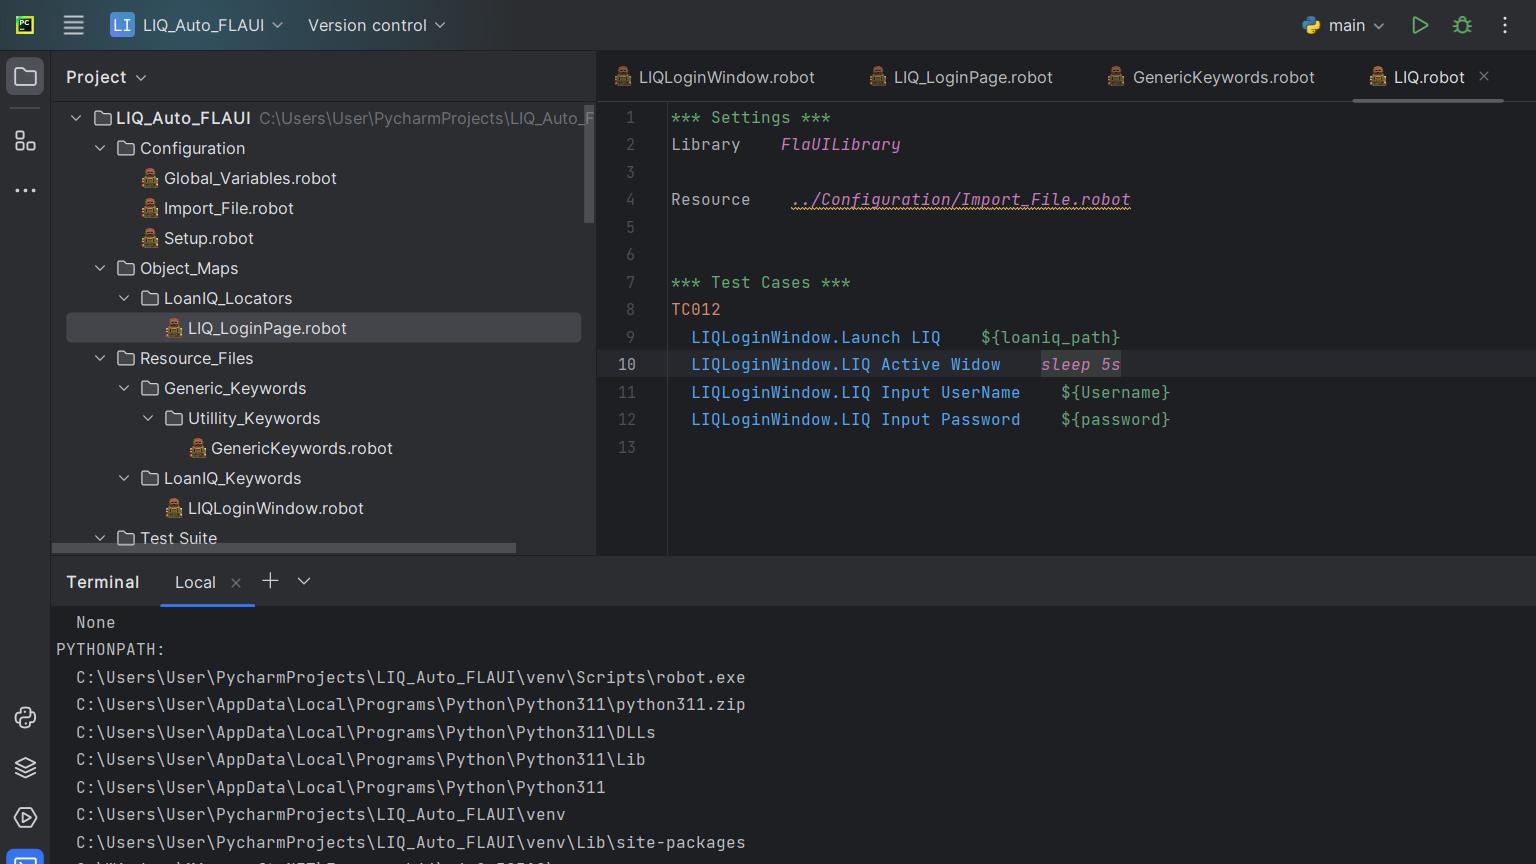 PC
LI LIQ_Auto_FLAUI Version control main
Project
LIQLoginWindow.robot LIQ_LoginPage.robot GenericKeywords.robot LIQ.robot
LIQ_Auto_FLAUI C:\Users\User\PycharmProjects\LIQ_Auto_F
Configuration
Global_Variables.robot
Import_File.robot
Setup.robot
Object_Maps
LoanIQ_Locators
LIQ_LoginPage.robot
Resource_Files
Generic_Keywords
Utillity_Keywords
GenericKeywords.robot
LoanIQ_Keywords
LIQLoginWindow.robot
Test Suite
1 *** Settings ***
2 Library FlaUILibrary
3
4 Resource ../Configuration/Import_File.robot
5
6
7 *** Test Cases ***
8 TC012
9 LIQLoginWindow.Launch LIQ ${loaniq_path}
10 LIQLoginWindow.LIQ Active Widow sleep 5s
11 LIQLoginWindow.LIQ Input UserName ${Username}
12 LIQLoginWindow.LIQ Input Password ${password}
13
Terminal Local
None
PYTHONPATH:
C:\Users\User\PycharmProjects\LIQ_Auto_FLAUI\venv\Scripts\robot.exe
C:\Users\User\AppData\Local\Programs\Python\Python311\python311.zip
C:\Users\User\AppData\Local\Programs\Python\Python311\DLLs
C:\Users\User\AppData\Local\Programs\Python\Python311\Lib
C:\Users\User\AppData\Local\Programs\Python\Python311
C:\Users\User\PycharmProjects\LIQ_Auto_FLAUI\venv
C:\Users\User\PycharmProjects\LIQ_Auto_FLAUI\venv\Lib\site-packages